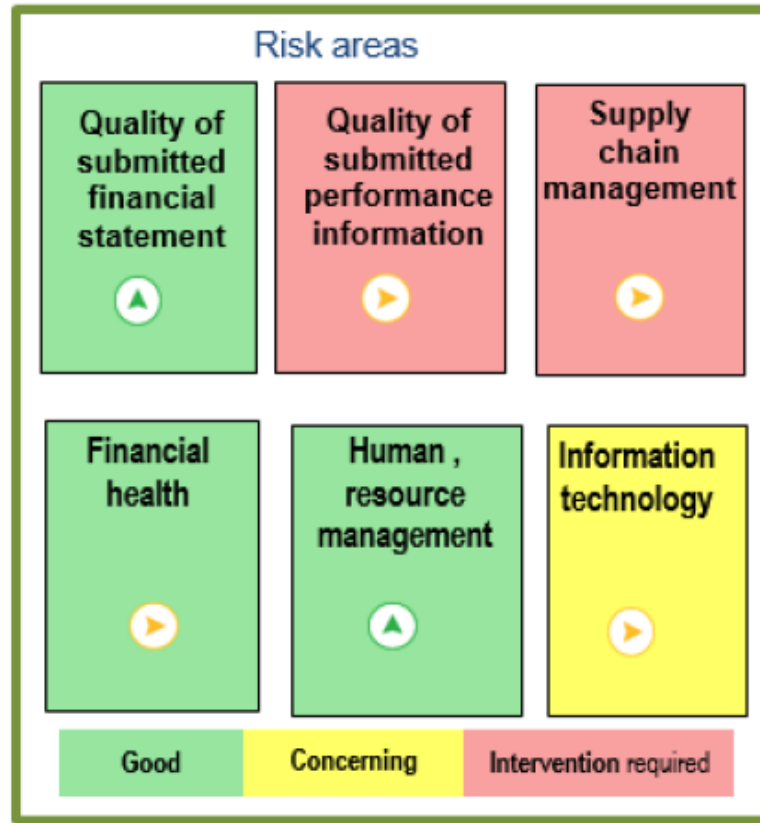 Risk areas
Quality of
submitted
financial
statement
Quality of
submitted
performance
information
Supply
chain
management
Financial
health
Human ,
resource
management
Information
technology
Good
Concerning
Intervention required